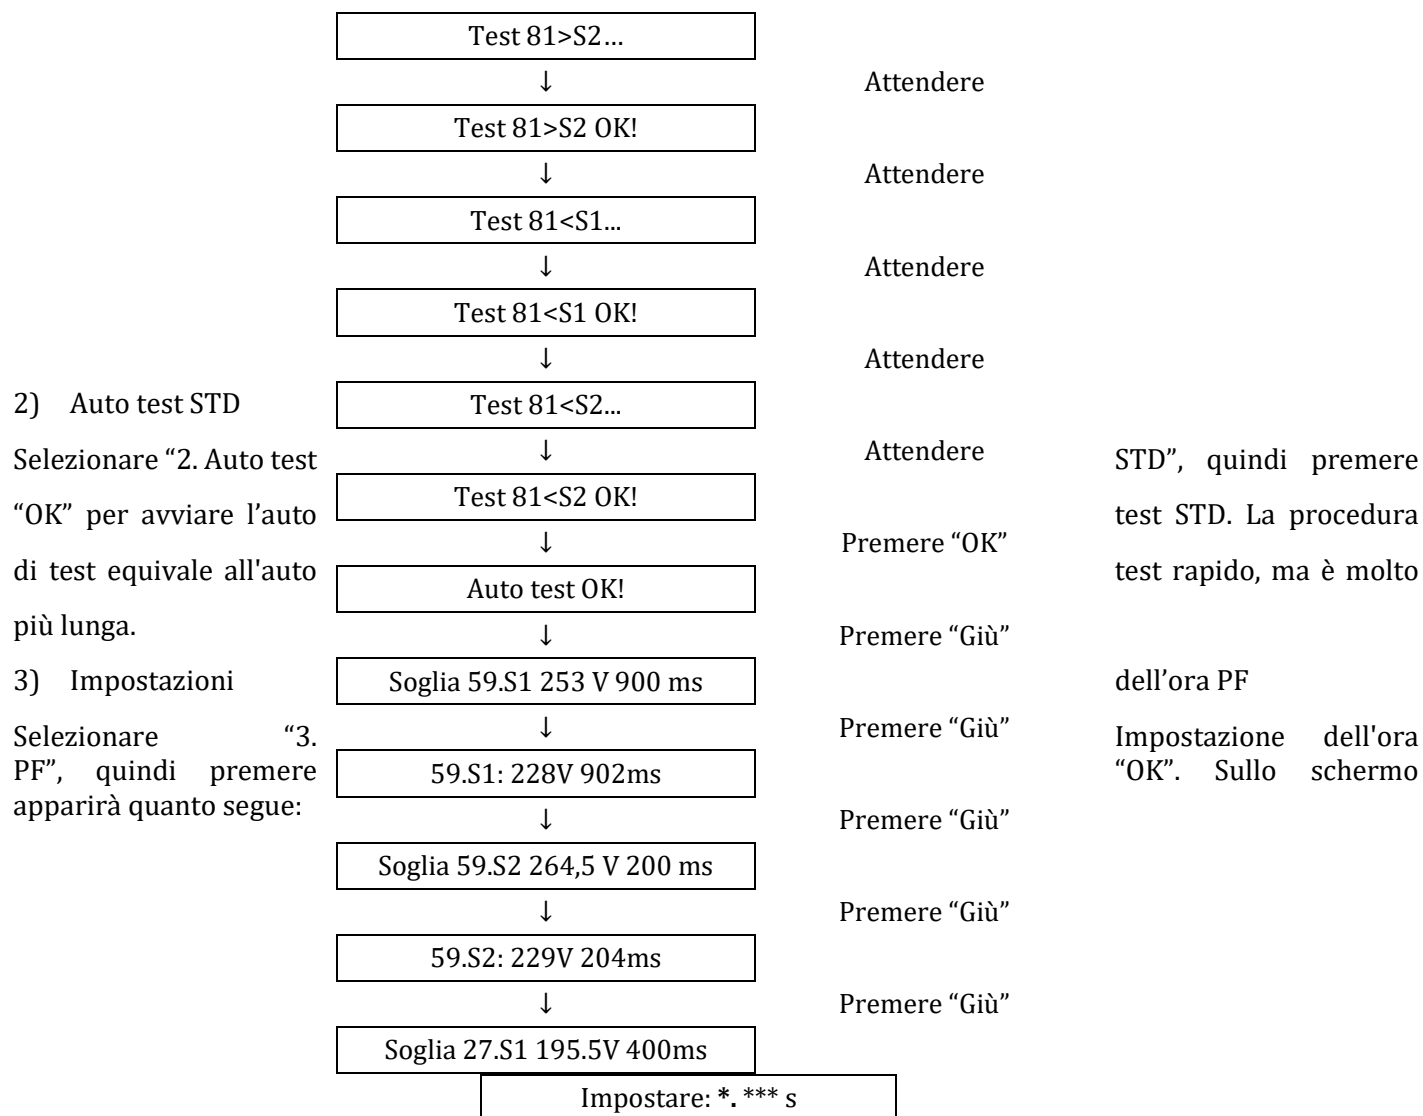 Test 81>S2…
↓ Attendere
Test 81>S2 OK!
↓ Attendere
Test 81<S1...
↓ Attendere
Test 81<S1 OK!
↓ Attendere
Test 81<S2...
↓ Attendere
Test 81<S2 OK!
↓ Premere “OK”
Auto test OK!
↓ Premere “Giù”
Soglia 59.S1 253 V 900 ms
↓ Premere “Giù”
59.S1: 228V 902ms
↓ Premere “Giù”
Soglia 59.S2 264,5 V 200 ms
↓ Premere “Giù”
59.S2: 229V 204ms
↓ Premere “Giù”
Soglia 27.S1 195.5V 400ms
2) Auto test STD
Selezionare “2. Auto test STD”, quindi premere
“OK” per avviare l’auto test STD. La procedura
di test equivale all'auto test rapido, ma è molto
più lunga.
3) Impostazioni dell’ora PF
Selezionare “3. Impostazione dell'ora
PF”, quindi premere “OK”. Sullo schermo
apparirà quanto segue:
Impostare: *. *** s